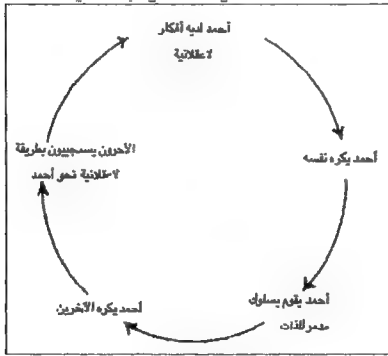 أحمد لديه أفكار
لاعقلانية
أحمد يكره نفسه
أحمد يقوم بسلوك
مدمر للذات
أحمد يكره الآخرين
الآخرون يستجيبون بطريقة
لاعقلانية نحو أحمد